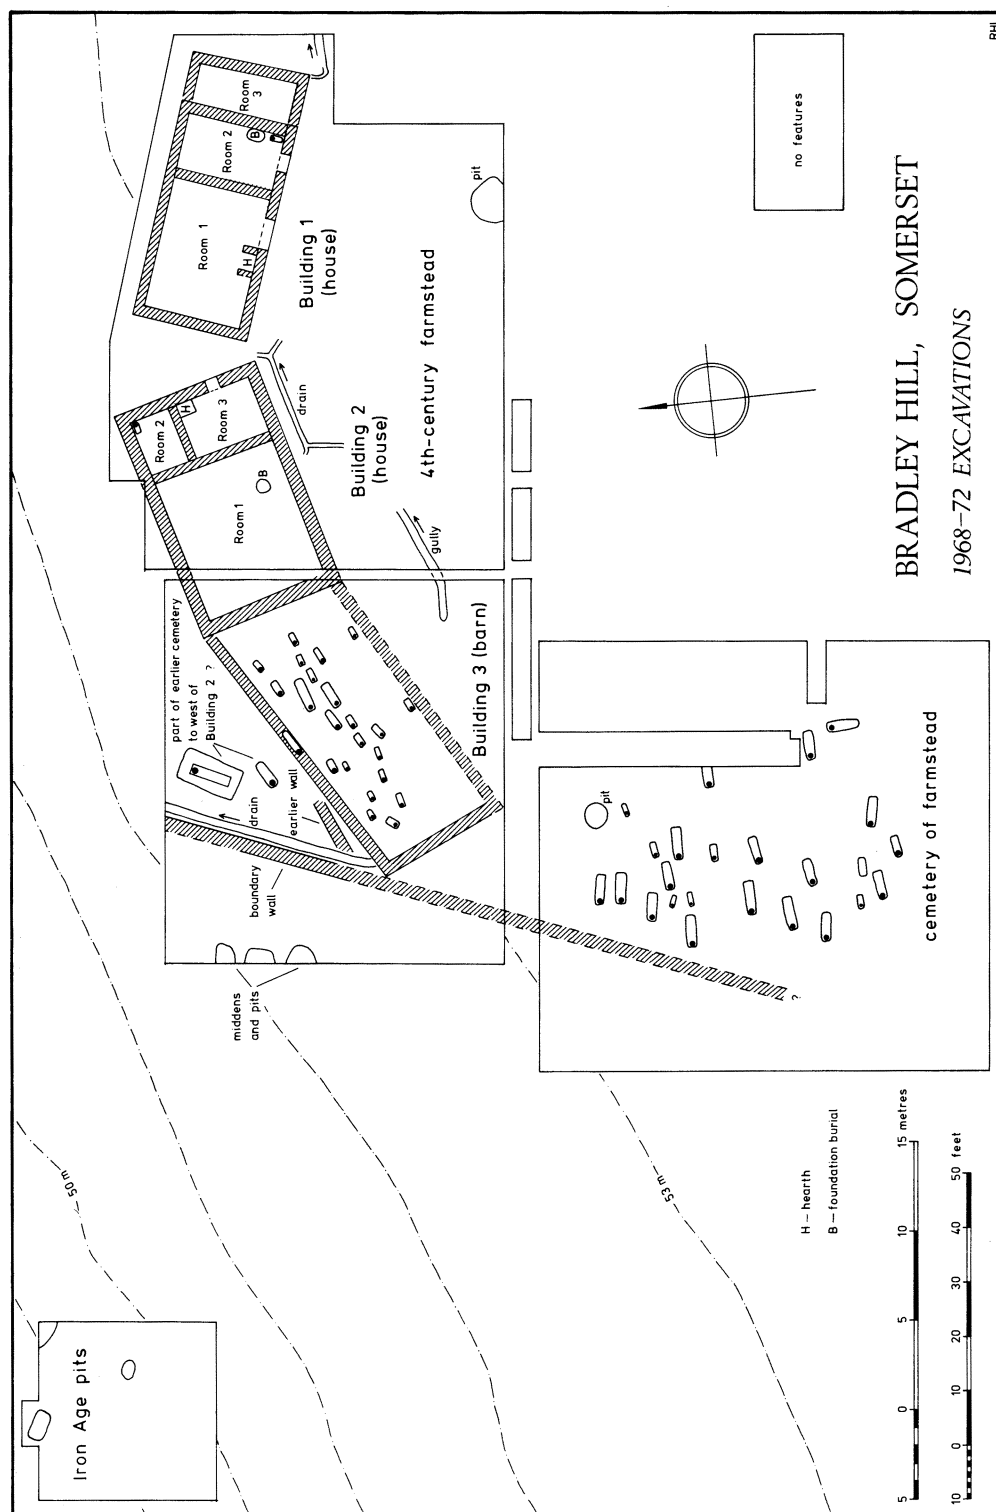 Iron Age pits
50 m
middens
and pits
boundary
wall
drain
earlier wall
part of earlier cemetery
to west of
Building 2 ?
Building 3 (barn)
Room 1
B
Room 2
H
Room 3
gully
drain
Building 2
(house)
4th-century farmstead
Room 1
H
Room 2
B
Room 3
Building 1
(house)
pit
no features
53 m
?
pit
cemetery of farmstead
H – hearth
B – foundation burial
5 0 5 10 15 metres
10 0 10 20 30 40 50 feet
BRADLEY HILL, SOMERSET
1968–72 EXCAVATIONS
RHL